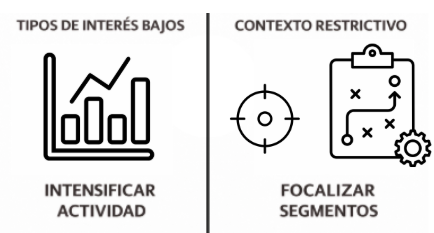 TIPOS DE INTERÉS BAJOS
INTENSIFICAR
ACTIVIDAD
CONTEXTO RESTRICTIVO
FOCALIZAR
SEGMENTOS